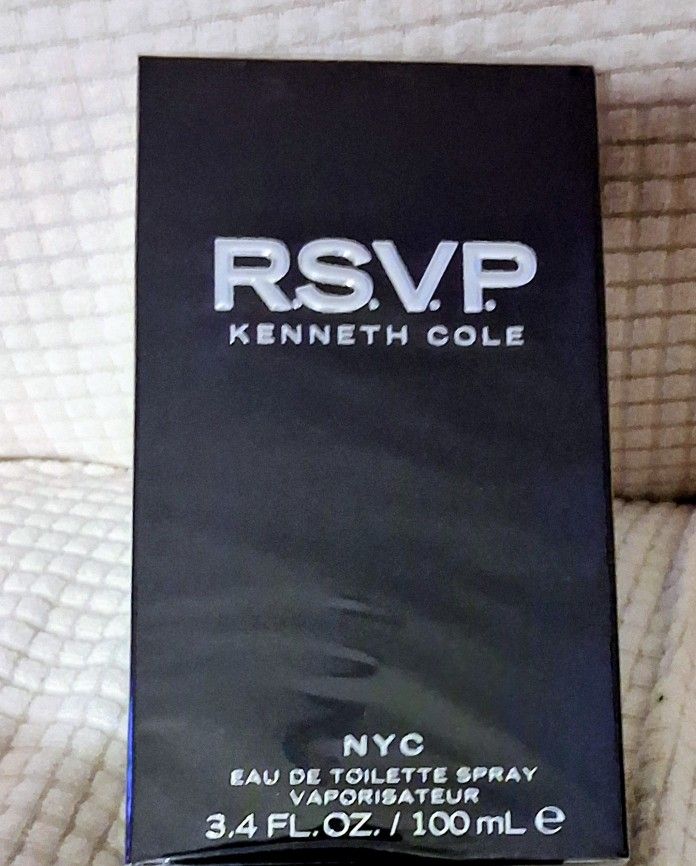 R.S.V.P.
KENNETH COLE
NYC
EAU DE TOILETTE SPRAY
VAPORISATEUR
3.4 FL.OZ. / 100 mL ℮